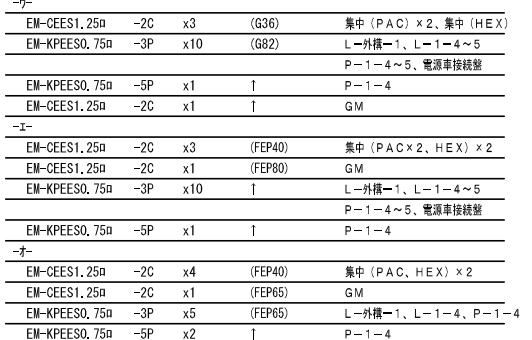 -ウ-
EM-CEES1.25□ -2C x3 (G36) 集中（PAC）×2、集中（HEX）
EM-KPEES0.75□ -3P x10 (G82) L－外構－1、L－1－4～5
P－1－4～5、電源車接続盤
EM-KPEES0.75□ -5P x1 ↑ P－1－4
EM-CEES1.25□ -2C x1 ↑ GM
-エ-
EM-CEES1.25□ -2C x3 (FEP40) 集中（PAC×2、HEX）×2
EM-CEES1.25□ -2C x1 (FEP80) GM
EM-KPEES0.75□ -3P x10 ↑ L－外構－1、L－1－4～5
P－1－4～5、電源車接続盤
EM-KPEES0.75□ -5P x1 ↑ P－1－4
-オ-
EM-CEES1.25□ -2C x4 (FEP40) 集中（PAC、HEX）×2
EM-CEES1.25□ -2C x1 (FEP65) GM
EM-KPEES0.75□ -3P x5 (FEP65) L－外構－1、L－1－4、P－1－4
EM-KPEES0.75□ -5P x2 ↑ P－1－4